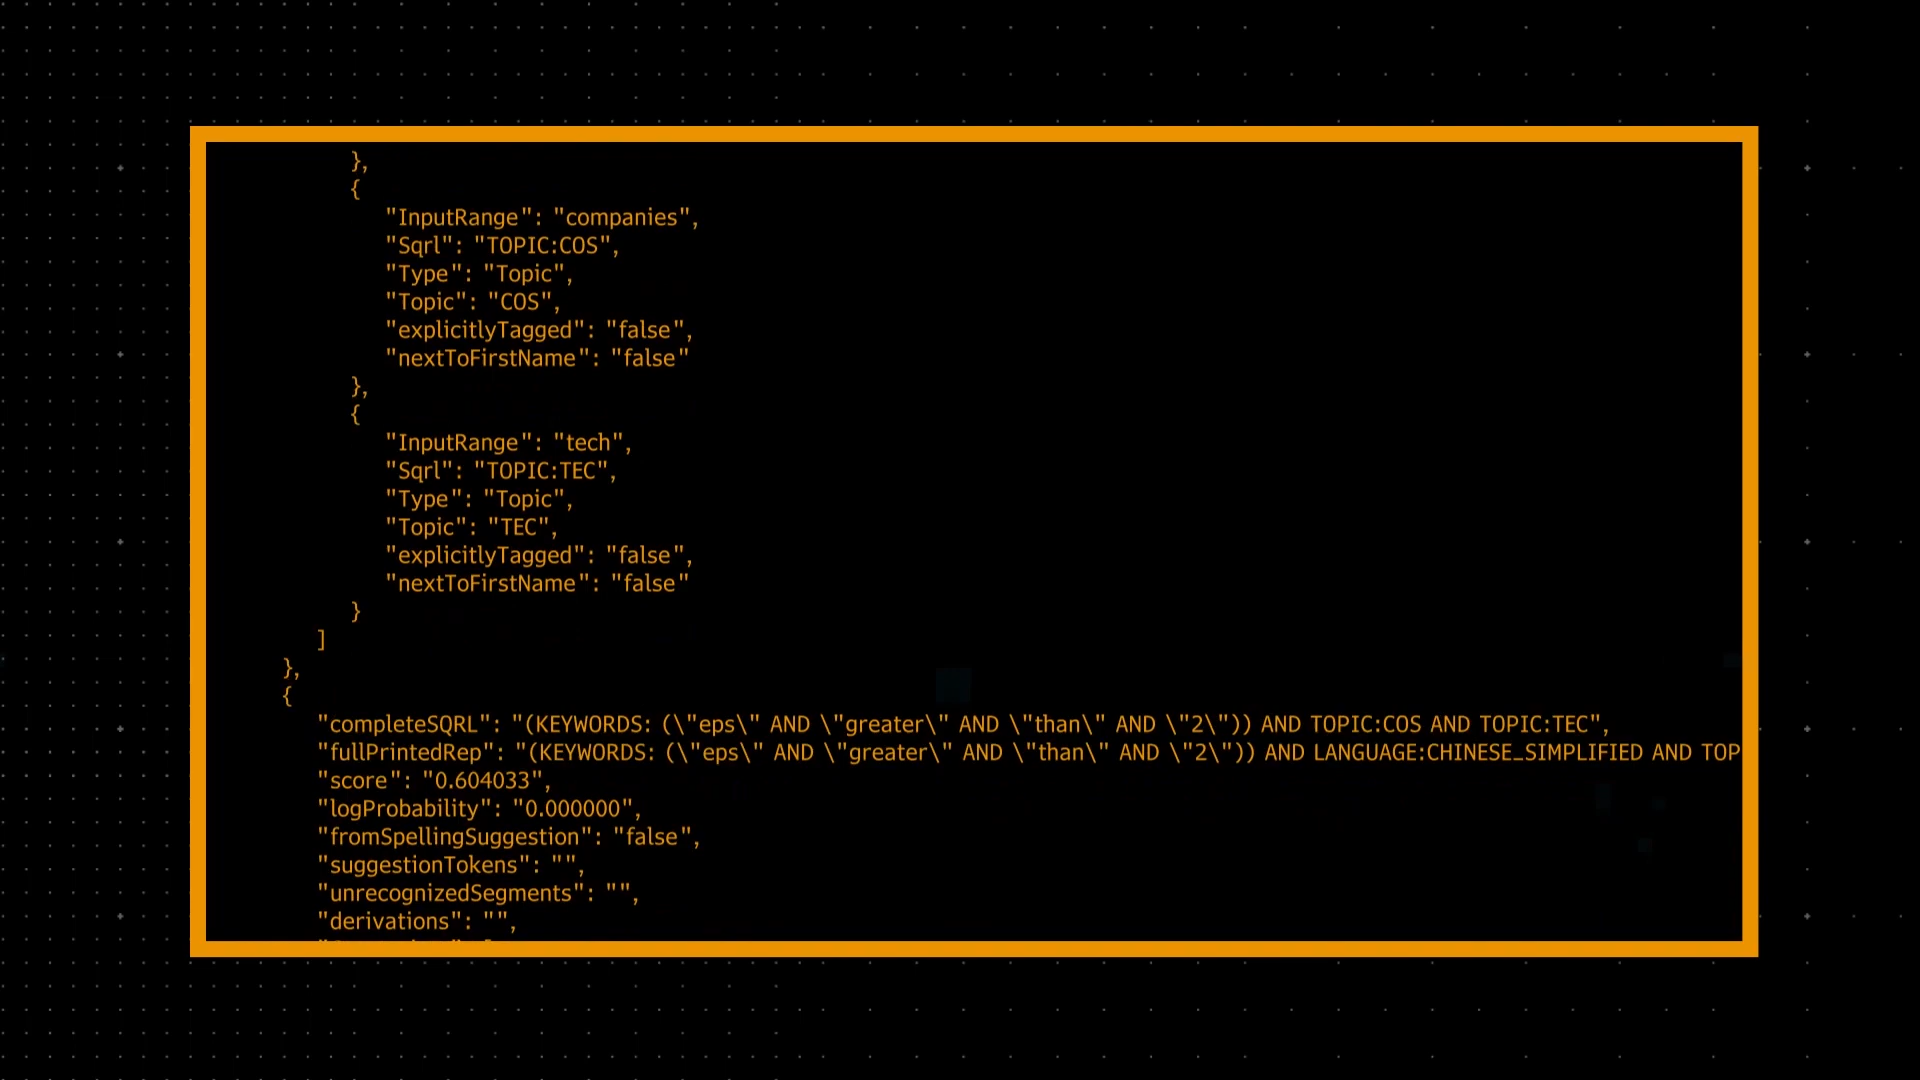 },
{
"InputRange": "companies",
"Sqrl": "TOPIC:COS",
"Type": "Topic",
"Topic": "COS",
"explicitlyTagged": "false",
"nextToFirstName": "false"
},
{
"InputRange": "tech",
"Sqrl": "TOPIC:TEC",
"Type": "Topic",
"Topic": "TEC",
"explicitlyTagged": "false",
"nextToFirstName": "false"
}
]
},
{
"completeSQRL": "(KEYWORDS: (\"eps\" AND \"greater\" AND \"than\" AND \"2\")) AND TOPIC:COS AND TOPIC:TEC",
"fullPrintedRep": "(KEYWORDS: (\"eps\" AND \"greater\" AND \"than\" AND \"2\")) AND LANGUAGE:CHINESE_SIMPLIFIED AND TOP
"score": "0.604033",
"logProbability": "0.000000",
"fromSpellingSuggestion": "false",
"suggestionTokens": "",
"unrecognizedSegments": "",
"derivations": "",